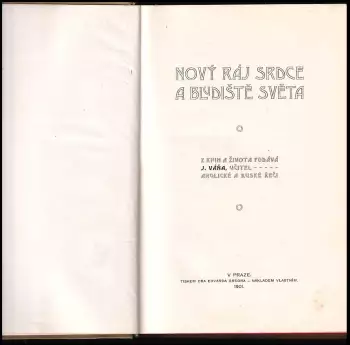 NOVÝ RÁJ SRDCE
A BLUDIŠTĚ SVĚTA
Z KNIH A ŽIVOTA PODÁVÁ
J. VÁŇA, UČITEL - - - - -
ANGLICKÉ A RUSKÉ ŘEČI
V PRAZE.
TISKEM DRA EDVARDA GRÉGRA - NÁKLADEM VLASTNÍM.